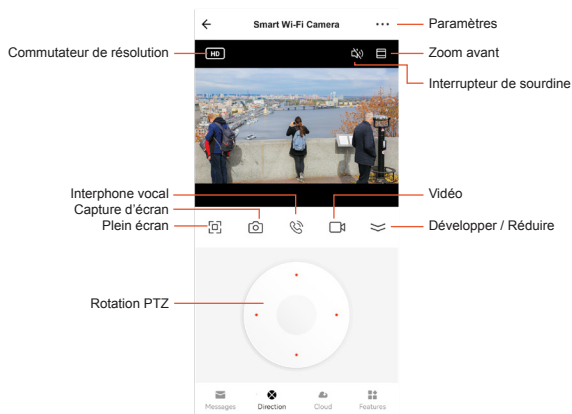 Smart Wi-Fi Camera
Paramètres
Commutateur de résolution
HD
Zoom avant
Interrupteur de sourdine
Interphone vocal
Vidéo
Capture d'écran
Plein écran
Développer / Réduire
Rotation PTZ
Messages
Direction
Cloud
Features